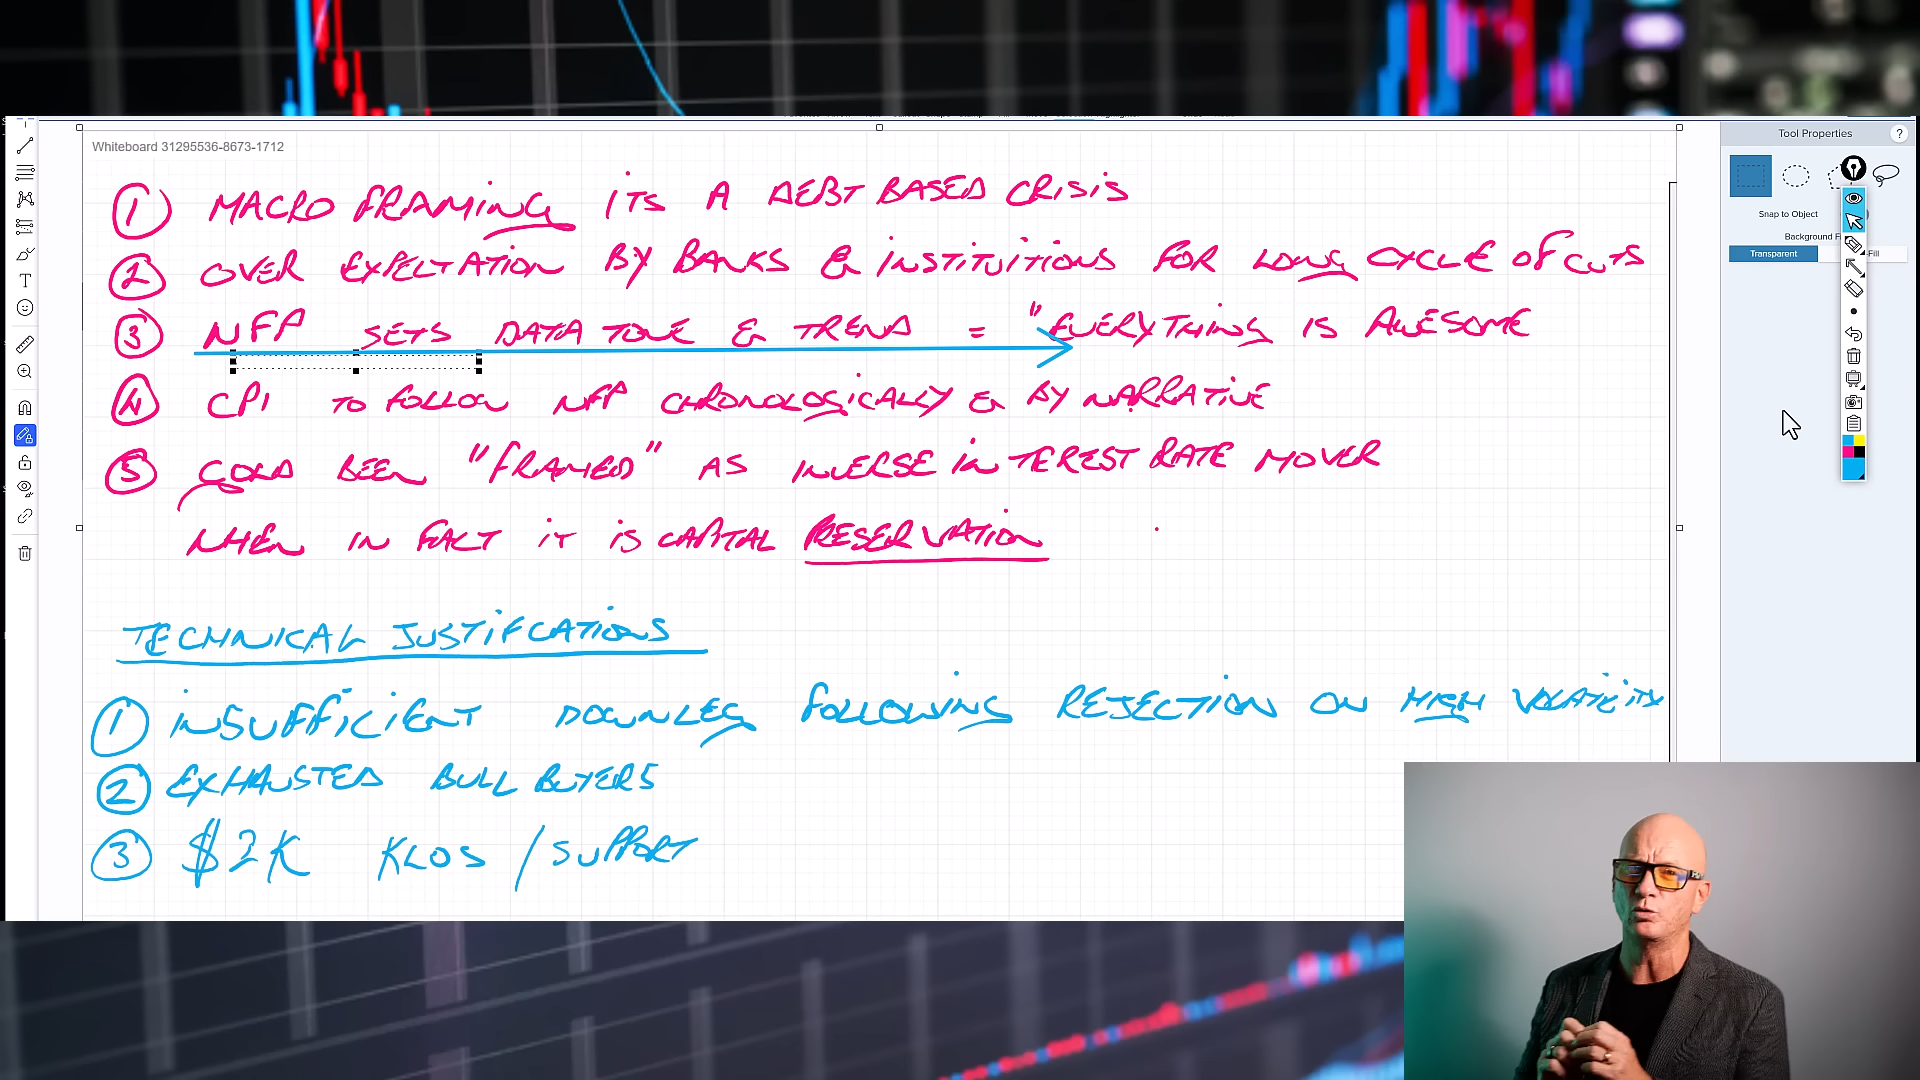 Whiteboard 31295536-8673-1712
Tool Properties
?
Snap to Object
Background F
Transparent
Fill
① MACRO FRAMING ITS A DEBT BASED CRISIS
② OVER EXPECTATION BY BANKS & INSTITUITIONS FOR LONG CYCLE OF CUTS
③ NFP SETS DATA TONE & TREND = "EVERYTHING IS AWESOME
④ CPI TO FOLLOW NFP CHRONOLOGICALLY & BY NARRATIVE
⑤ GOLD BEEN "FRAMED" AS INVERSE INTEREST RATE MOVER
WHEN IN FACT IT IS CAPITAL PRESERVATION
TECHNICAL JUSTIFCATIONS
① INSUFFICIENT DOWNLEG FOLLOWING REJECTION ON HIGH VOLATILITY
② EXHAUSTED BULL BUYERS
③ $2K KLOS / SUPPORT